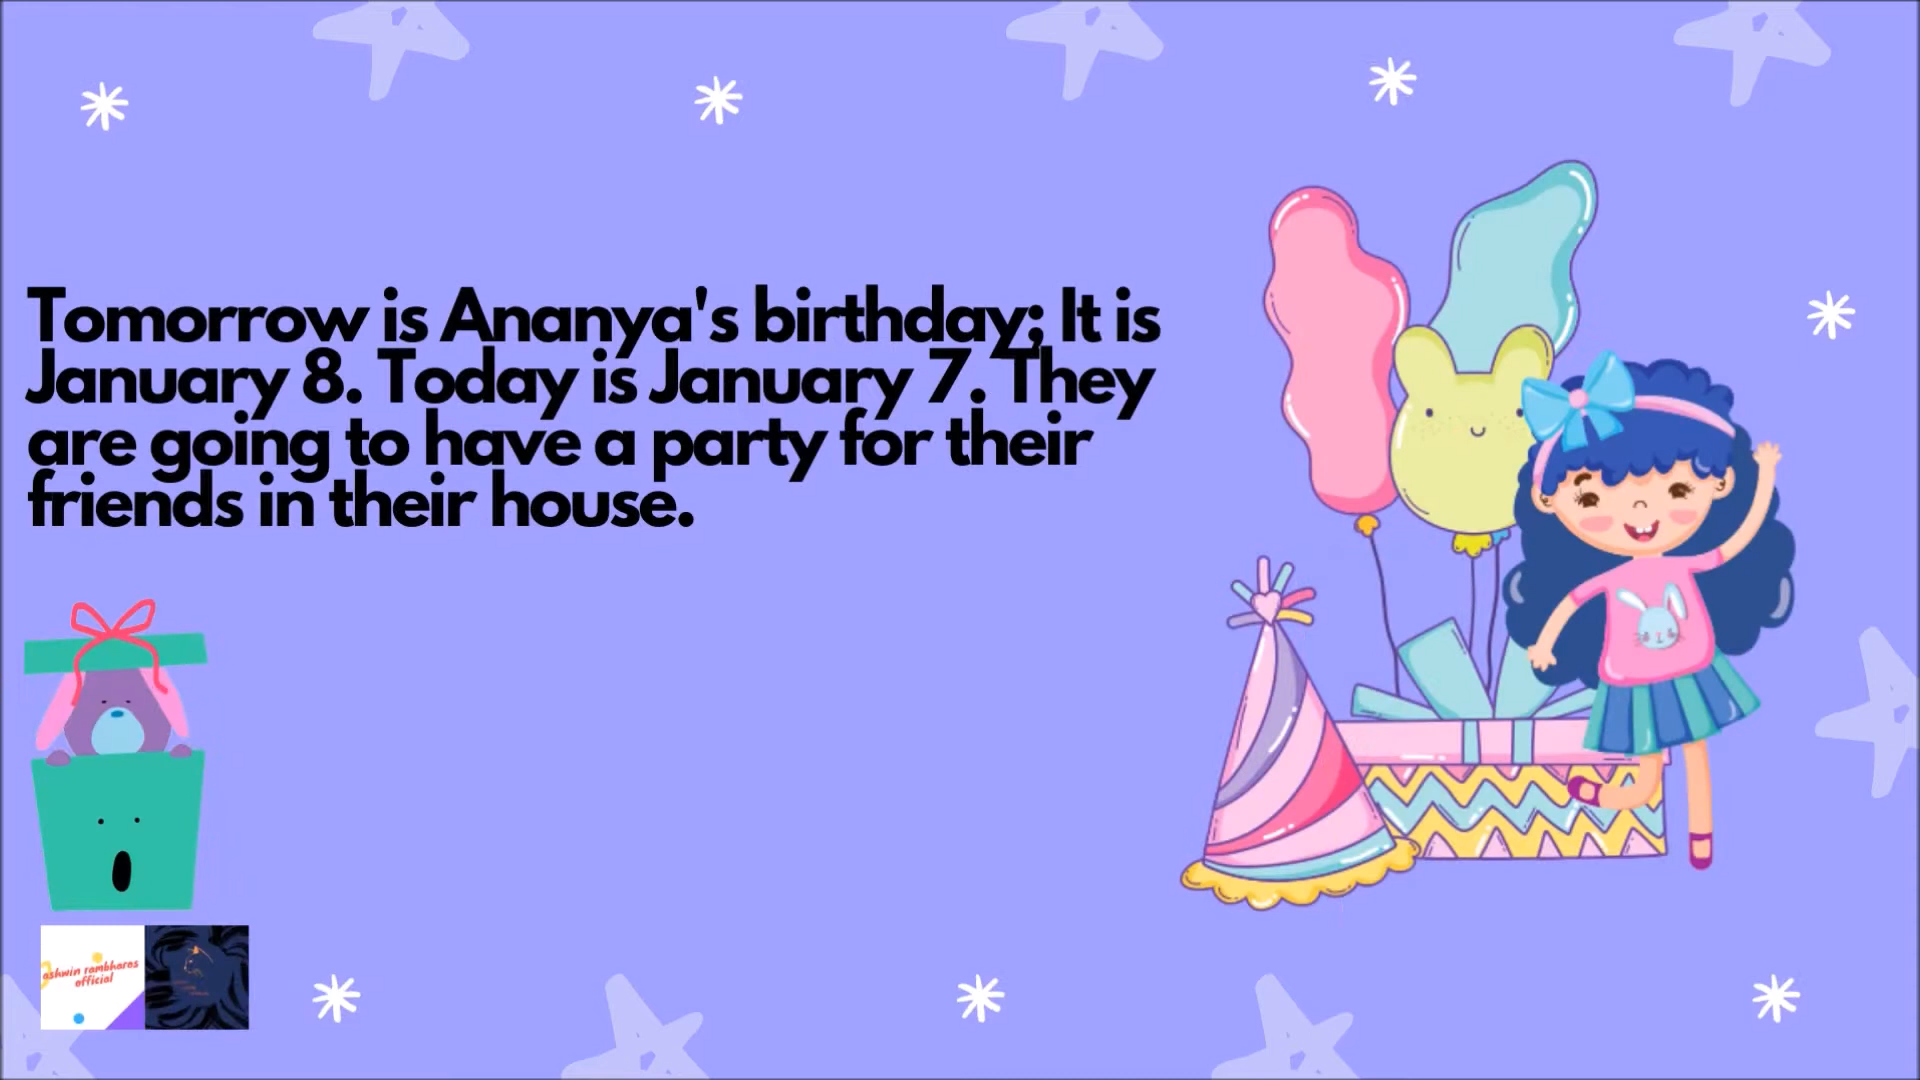 Tomorrow is Ananya's birthday; It is
January 8. Today is January 7. They
are going to have a party for their
friends in their house.
ashwin rambharos
official